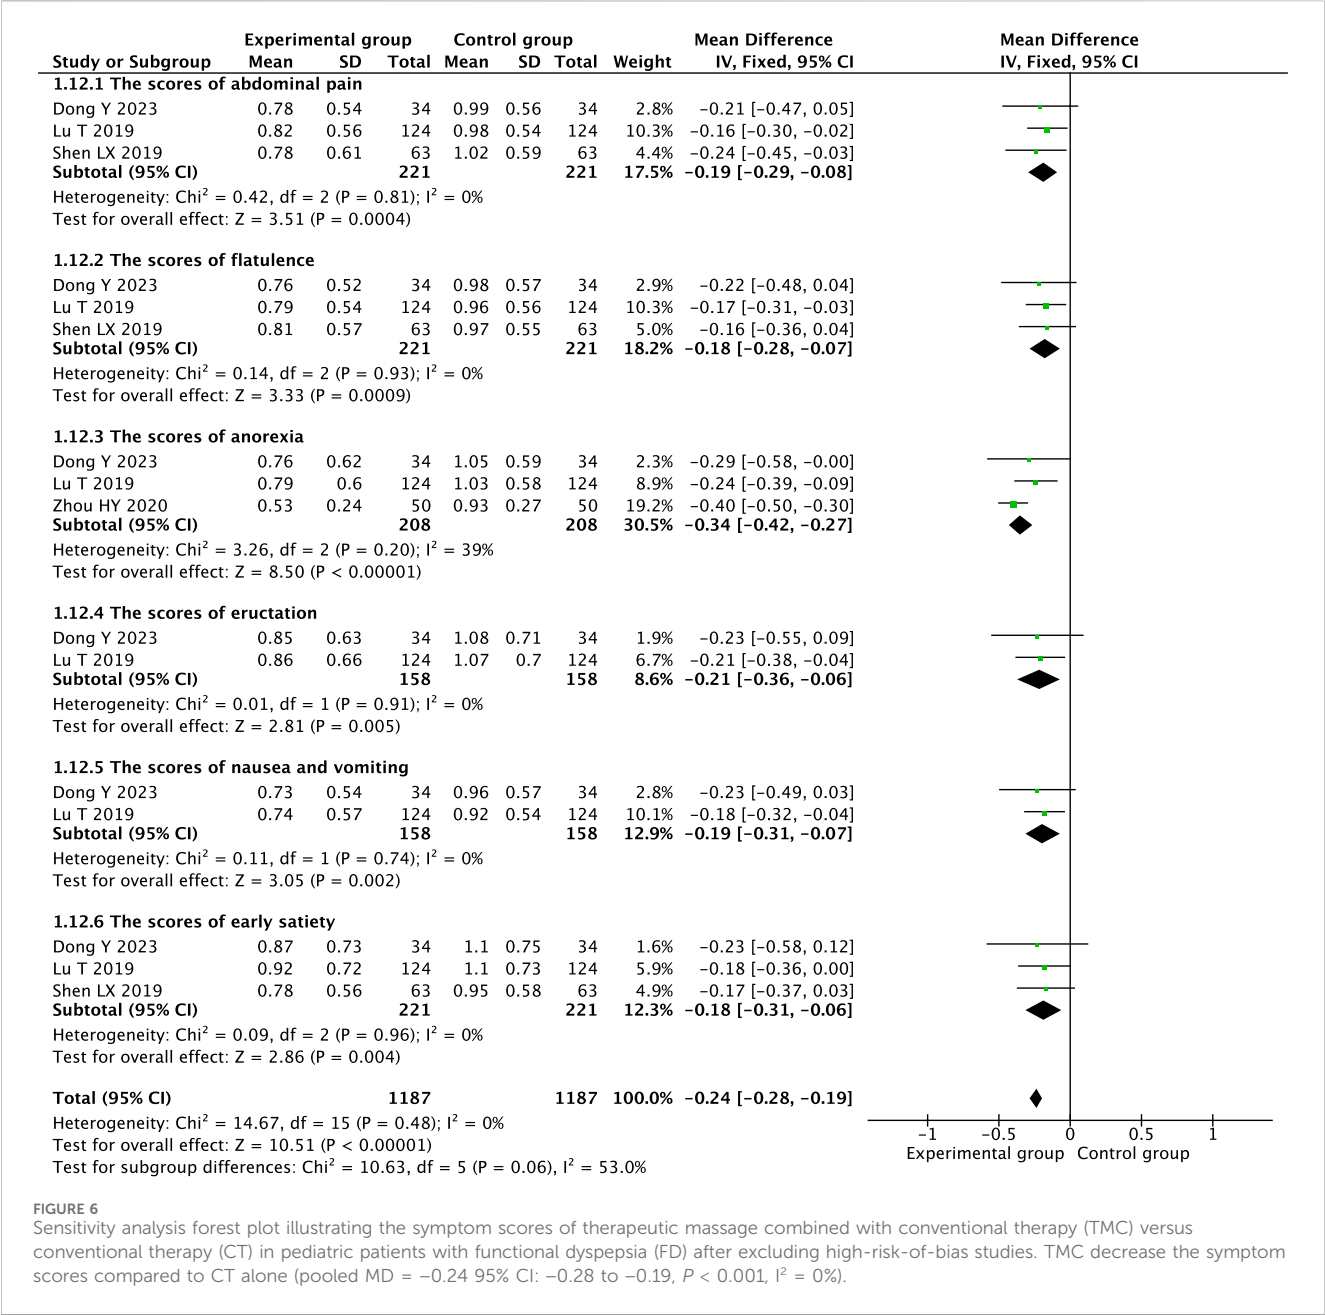 Experimental group Control group Mean Difference Mean Difference
Study or Subgroup Mean SD Total Mean SD Total Weight IV, Fixed, 95% CI IV, Fixed, 95% CI
1.12.1 The scores of abdominal pain
Dong Y 2023 0.78 0.54 34 0.99 0.56 34 2.8% −0.21 [−0.47, 0.05]
Lu T 2019 0.82 0.56 124 0.98 0.54 124 10.3% −0.16 [−0.30, −0.02]
Shen LX 2019 0.78 0.61 63 1.02 0.59 63 4.4% −0.24 [−0.45, −0.03]
Subtotal (95% CI) 221 221 17.5% −0.19 [−0.29, −0.08]
Heterogeneity: Chi² = 0.42, df = 2 (P = 0.81); I² = 0%
Test for overall effect: Z = 3.51 (P = 0.0004)
1.12.2 The scores of flatulence
Dong Y 2023 0.76 0.52 34 0.98 0.57 34 2.9% −0.22 [−0.48, 0.04]
Lu T 2019 0.79 0.54 124 0.96 0.56 124 10.3% −0.17 [−0.31, −0.03]
Shen LX 2019 0.81 0.57 63 0.97 0.55 63 5.0% −0.16 [−0.36, 0.04]
Subtotal (95% CI) 221 221 18.2% −0.18 [−0.28, −0.07]
Heterogeneity: Chi² = 0.14, df = 2 (P = 0.93); I² = 0%
Test for overall effect: Z = 3.33 (P = 0.0009)
1.12.3 The scores of anorexia
Dong Y 2023 0.76 0.62 34 1.05 0.59 34 2.3% −0.29 [−0.58, −0.00]
Lu T 2019 0.79 0.6 124 1.03 0.58 124 8.9% −0.24 [−0.39, −0.09]
Zhou HY 2020 0.53 0.24 50 0.93 0.27 50 19.2% −0.40 [−0.50, −0.30]
Subtotal (95% CI) 208 208 30.5% −0.34 [−0.42, −0.27]
Heterogeneity: Chi² = 3.26, df = 2 (P = 0.20); I² = 39%
Test for overall effect: Z = 8.50 (P < 0.00001)
1.12.4 The scores of eructation
Dong Y 2023 0.85 0.63 34 1.08 0.71 34 1.9% −0.23 [−0.55, 0.09]
Lu T 2019 0.86 0.66 124 1.07 0.7 124 6.7% −0.21 [−0.38, −0.04]
Subtotal (95% CI) 158 158 8.6% −0.21 [−0.36, −0.06]
Heterogeneity: Chi² = 0.01, df = 1 (P = 0.91); I² = 0%
Test for overall effect: Z = 2.81 (P = 0.005)
1.12.5 The scores of nausea and vomiting
Dong Y 2023 0.73 0.54 34 0.96 0.57 34 2.8% −0.23 [−0.49, 0.03]
Lu T 2019 0.74 0.57 124 0.92 0.54 124 10.1% −0.18 [−0.32, −0.04]
Subtotal (95% CI) 158 158 12.9% −0.19 [−0.31, −0.07]
Heterogeneity: Chi² = 0.11, df = 1 (P = 0.74); I² = 0%
Test for overall effect: Z = 3.05 (P = 0.002)
1.12.6 The scores of early satiety
Dong Y 2023 0.87 0.73 34 1.1 0.75 34 1.6% −0.23 [−0.58, 0.12]
Lu T 2019 0.92 0.72 124 1.1 0.73 124 5.9% −0.18 [−0.36, 0.00]
Shen LX 2019 0.78 0.56 63 0.95 0.58 63 4.9% −0.17 [−0.37, 0.03]
Subtotal (95% CI) 221 221 12.3% −0.18 [−0.31, −0.06]
Heterogeneity: Chi² = 0.09, df = 2 (P = 0.96); I² = 0%
Test for overall effect: Z = 2.86 (P = 0.004)
Total (95% CI) 1187 1187 100.0% −0.24 [−0.28, −0.19]
Heterogeneity: Chi² = 14.67, df = 15 (P = 0.48); I² = 0%
Test for overall effect: Z = 10.51 (P < 0.00001)
Test for subgroup differences: Chi² = 10.63, df = 5 (P = 0.06), I² = 53.0%
−1 −0.5 0 0.5 1
Experimental group Control group
FIGURE 6
Sensitivity analysis forest plot illustrating the symptom scores of therapeutic massage combined with conventional therapy (TMC) versus
conventional therapy (CT) in pediatric patients with functional dyspepsia (FD) after excluding high-risk-of-bias studies. TMC decrease the symptom
scores compared to CT alone (pooled MD = −0.24 95% CI: −0.28 to −0.19, P < 0.001, I² = 0%).